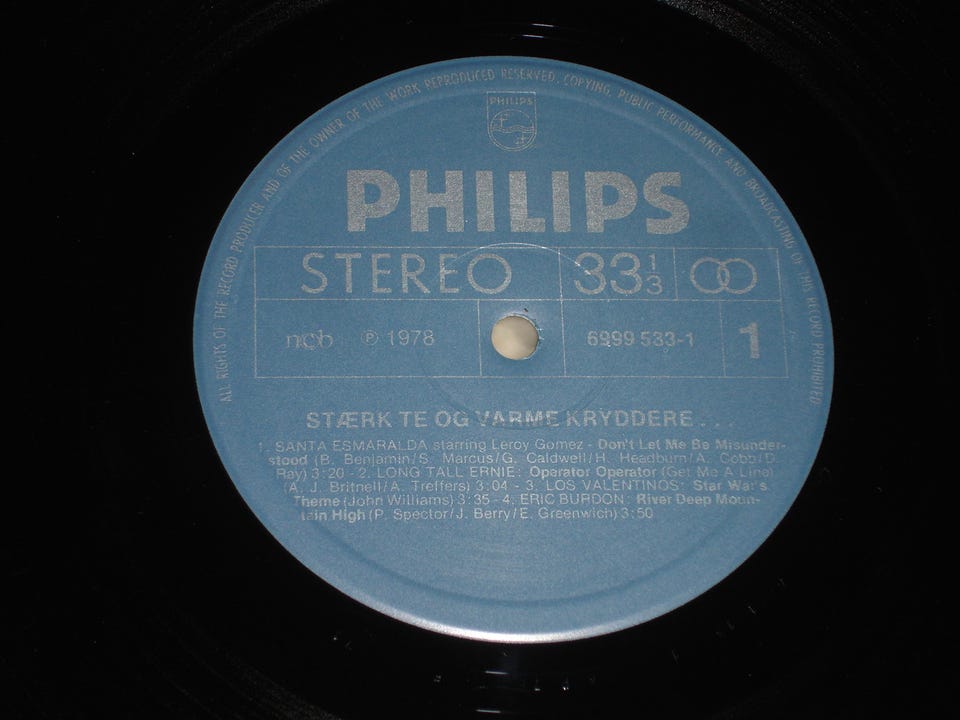 ALL RIGHTS OF THE RECORD PRODUCER AND OF THE OWNER OF THE WORK REPRODUCED RESERVED. COPYING, PUBLIC PERFORMANCE AND BROADCASTING OF THIS RECORD PROHIBITED
PHILIPS
PHILIPS
STEREO 33 1/3
ncb ℗ 1978 6999 533-1 1
STÆRK TE OG VARME KRYDDERE...
1. SANTA ESMARALDA starring Leroy Gomez - Don't Let Me Be Misunder-
stood (B. Benjamin/S. Marcus/G. Caldwell/H. Headburn/A. Cobb/D.
Ray) 3:20 - 2. LONG TALL ERNIE: Operator Operator (Get Me A Line)
(A. J. Britnell/A. Treffers) 3:04 - 3. LOS VALENTINOS: Star War's
Theme (John Williams) 3:35 - 4. ERIC BURDON: River Deep Moun-
tain High (P. Spector/J. Berry/E. Greenwich) 3:50